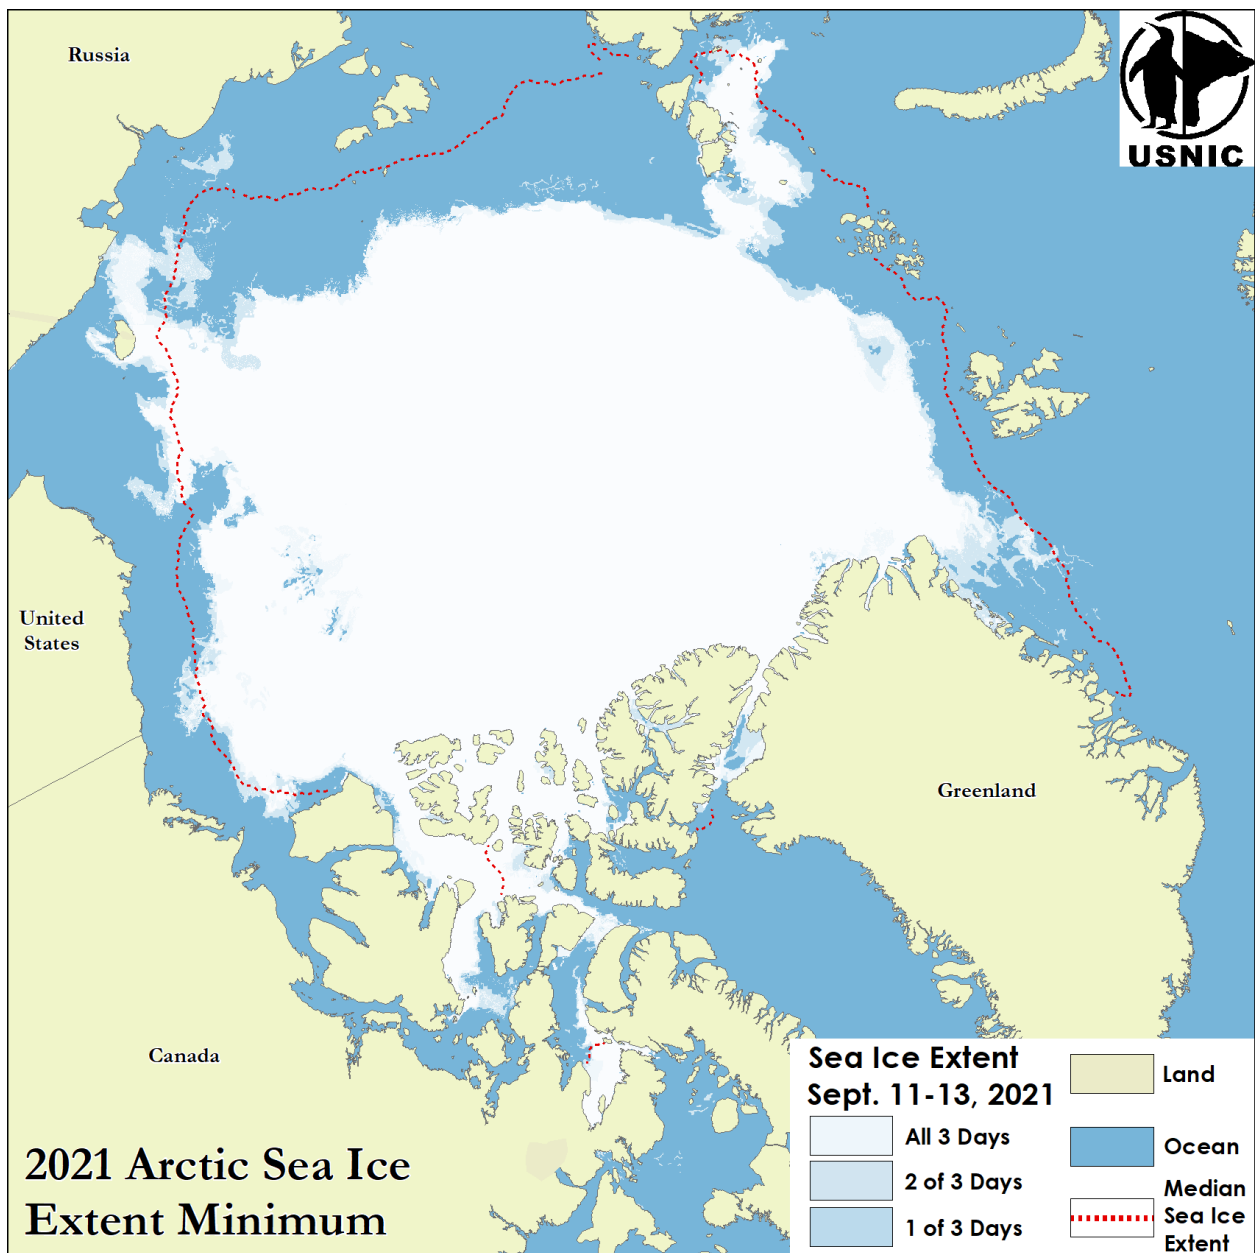 Russia
USNIC
United
States
Greenland
Canada
2021 Arctic Sea Ice
Extent Minimum
Sea Ice Extent
Sept. 11-13, 2021
All 3 Days
2 of 3 Days
1 of 3 Days
Land
Ocean
Median
Sea Ice
Extent